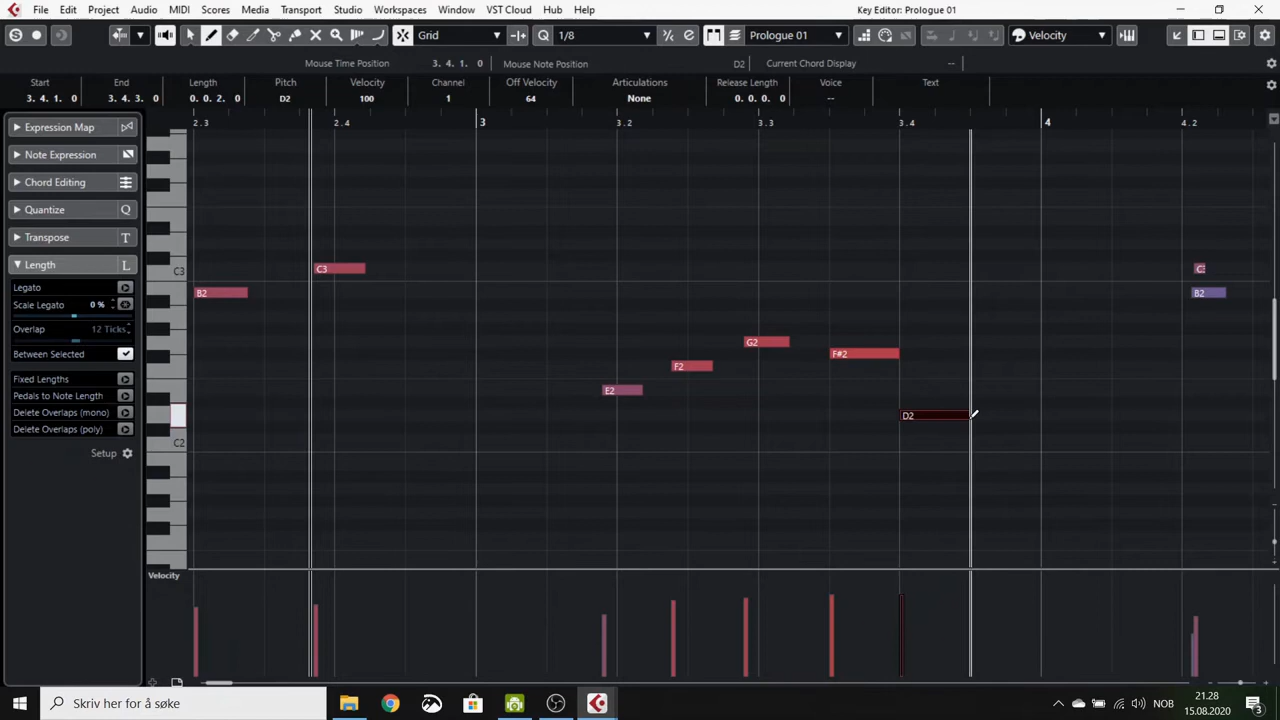 File Edit Project Audio MIDI Scores Media Transport Studio Workspaces Window VST Cloud Hub Help Key Editor: Prologue 01
Grid 1/8 Prologue 01 Velocity
Mouse Time Position 3. 4. 1. 0 Mouse Note Position D2 Current Chord Display --
Start End Length Pitch Velocity Channel Off Velocity Articulations Release Length Voice Text
3. 4. 1. 0 3. 4. 3. 0 0. 0. 2. 0 D2 100 1 64 None 0. 0. 0. 0 --
2.3 2.4 3 3.2 3.3 3.4 4 4.2
Expression Map
Note Expression
Chord Editing
Quantize Q
Transpose T
Length L
Legato
Scale Legato 0 %
Overlap 12 Ticks
Between Selected
Fixed Lengths
Pedals to Note Length
Delete Overlaps (mono)
Delete Overlaps (poly)
Setup
C3
C2
C3
B2
E2
F2
G2
F#2
D2
B2
Velocity
Skriv her for å søke
NOB
21.28
15.08.2020
3